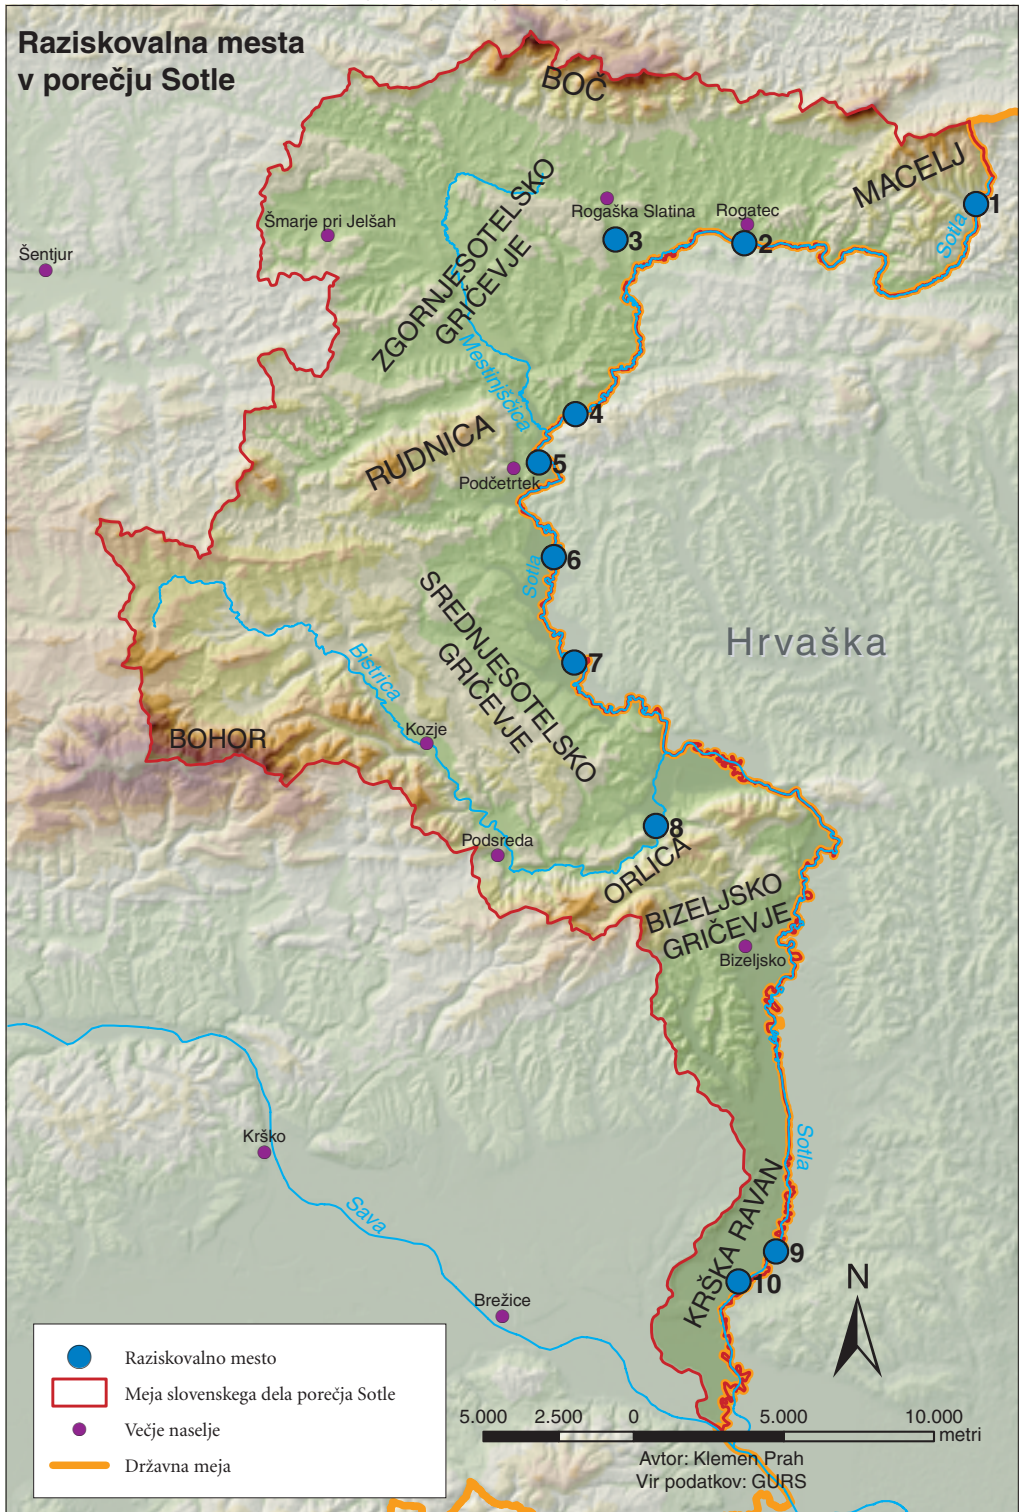 Raziskovalna mesta
v porečju Sotle
BOČ
MACELJ
1
Sotla
ZGORNJESOTELSKO
GRIČEVJE
Rogaška Slatina
Rogatec
Šmarje pri Jelšah
Šentjur
3
2
Mestinjščica
4
RUDNICA
5
Podčetrtek
6
Sotla
SREDNJESOTELSKO
GRIČEVJE
Hrvaška
7
Bistrica
Kozje
BOHOR
8
Podsreda
ORLICA
BIZELJSKO
GRIČEVJE
Bizeljsko
Krško
Sotla
Sava
KRŠKA RAVAN
9
10
N
Brežice
Raziskovalno mesto
Meja slovenskega dela porečja Sotle
Večje naselje
Državna meja
5.000 2.500 0 5.000 10.000
metri
Avtor: Klemen Prah
Vir podatkov: GURS